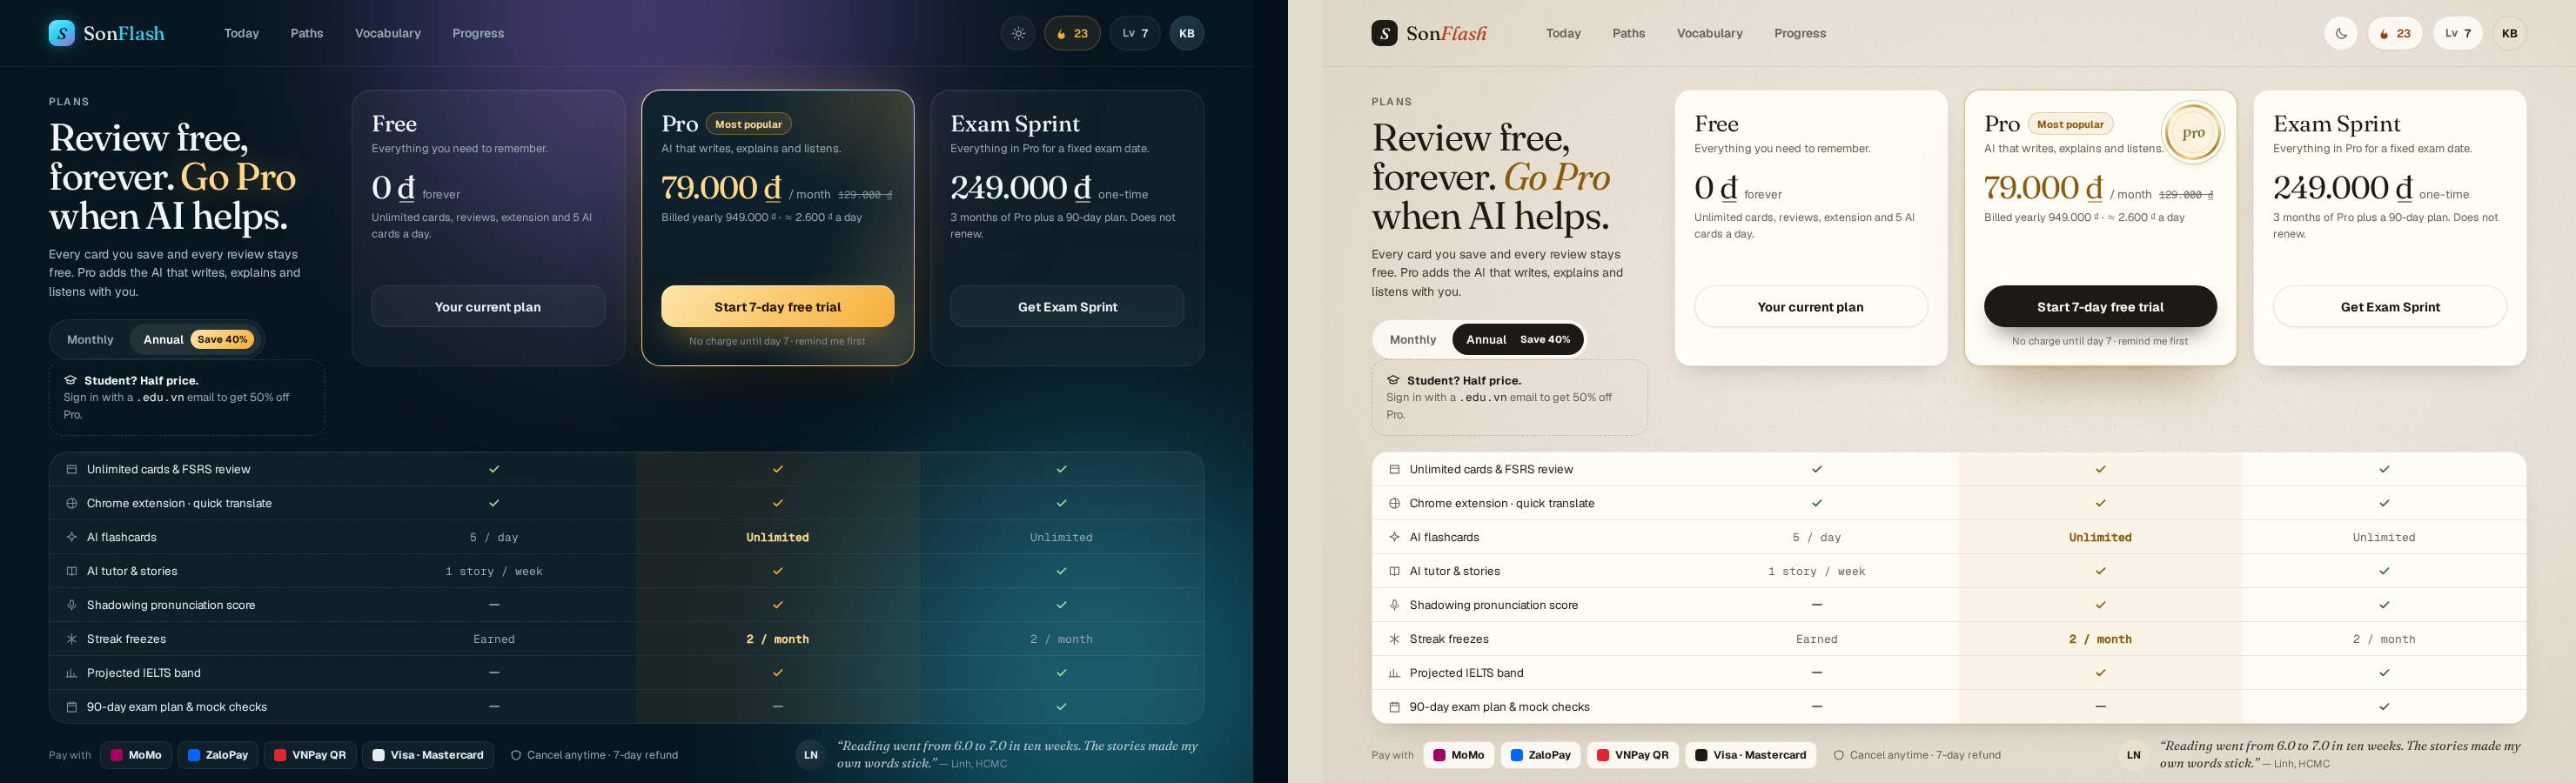 S SonFlash Today Paths Vocabulary Progress 23 Lv 7 KB
PLANS
Review free,
forever. Go Pro
when AI helps.
Every card you save and every review stays
free. Pro adds the AI that writes, explains and
listens with you.
Monthly Annual Save 40%
Student? Half price.
Sign in with a .edu.vn email to get 50% off
Pro.
Free
Everything you need to remember.
0 ₫ forever
Unlimited cards, reviews, extension and 5 AI
cards a day.
Your current plan
Pro Most popular
AI that writes, explains and listens.
79.000 ₫ / month 129.000 ₫
Billed yearly 949.000 ₫ · ≈ 2.600 ₫ a day
Start 7-day free trial
No charge until day 7 · remind me first
Exam Sprint
Everything in Pro for a fixed exam date.
249.000 ₫ one-time
3 months of Pro plus a 90-day plan. Does not
renew.
Get Exam Sprint
Unlimited cards & FSRS review
Chrome extension · quick translate
AI flashcards 5 / day Unlimited Unlimited
AI tutor & stories 1 story / week
Shadowing pronunciation score —
Streak freezes Earned 2 / month 2 / month
Projected IELTS band —
90-day exam plan & mock checks — —
Pay with MoMo ZaloPay VNPay QR Visa · Mastercard Cancel anytime · 7-day refund
LN
“Reading went from 6.0 to 7.0 in ten weeks. The stories made my
own words stick.” — Linh, HCMC
S SonFlash Today Paths Vocabulary Progress 23 Lv 7 KB
PLANS
Review free,
forever. Go Pro
when AI helps.
Every card you save and every review stays
free. Pro adds the AI that writes, explains and
listens with you.
Monthly Annual Save 40%
Student? Half price.
Sign in with a .edu.vn email to get 50% off
Pro.
Free
Everything you need to remember.
0 ₫ forever
Unlimited cards, reviews, extension and 5 AI
cards a day.
Your current plan
Pro Most popular
Pro
AI that writes, explains and listens.
79.000 ₫ / month 129.000 ₫
Billed yearly 949.000 ₫ · ≈ 2.600 ₫ a day
Start 7-day free trial
No charge until day 7 · remind me first
Exam Sprint
Everything in Pro for a fixed exam date.
249.000 ₫ one-time
3 months of Pro plus a 90-day plan. Does not
renew.
Get Exam Sprint
Unlimited cards & FSRS review
Chrome extension · quick translate
AI flashcards 5 / day Unlimited Unlimited
AI tutor & stories 1 story / week
Shadowing pronunciation score —
Streak freezes Earned 2 / month 2 / month
Projected IELTS band —
90-day exam plan & mock checks — —
Pay with MoMo ZaloPay VNPay QR Visa · Mastercard Cancel anytime · 7-day refund
LN
“Reading went from 6.0 to 7.0 in ten weeks. The stories made my
own words stick.” — Linh, HCMC